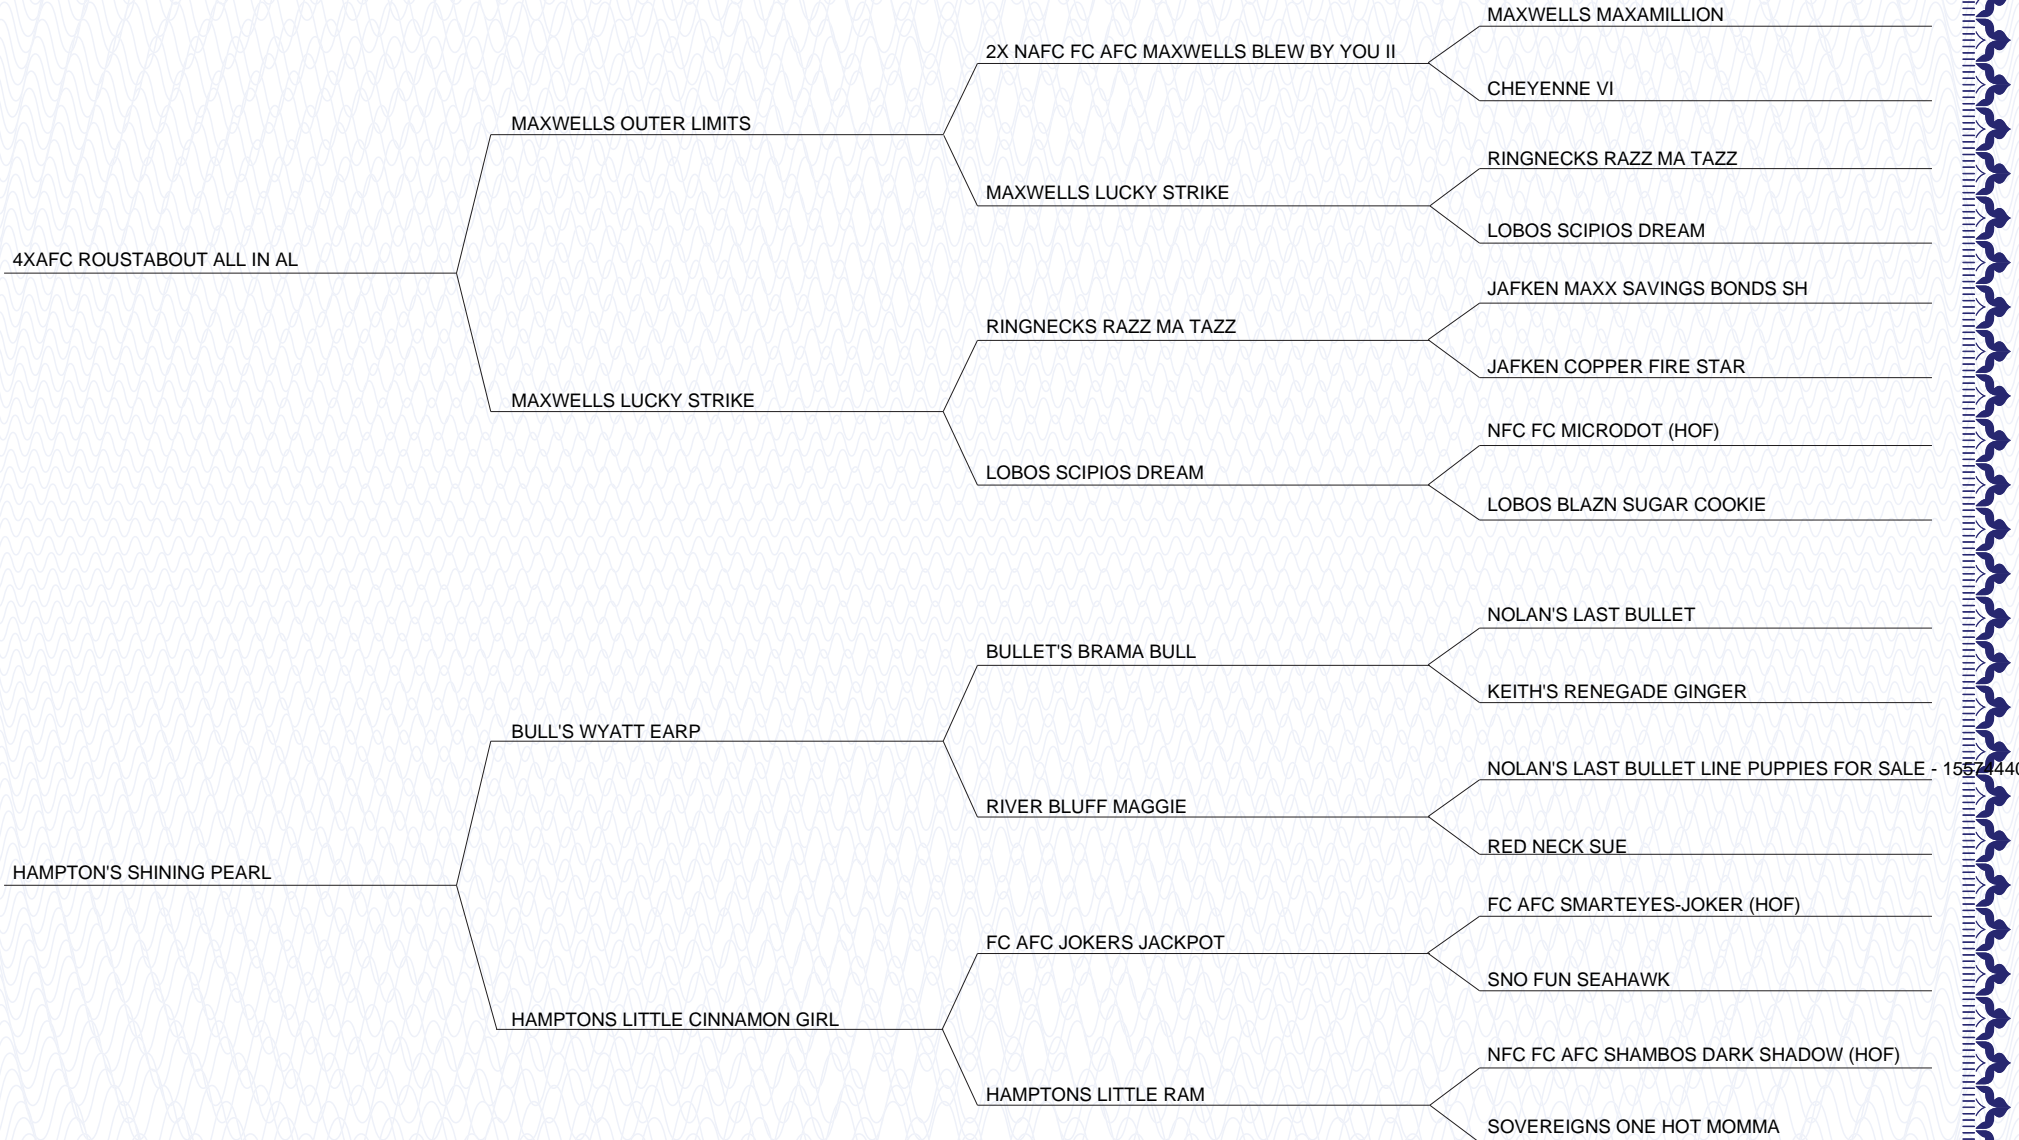 MAXWELLS MAXAMILLION
2X NAFC FC AFC MAXWELLS BLEW BY YOU II
CHEYENNE VI
MAXWELLS OUTER LIMITS
RINGNECKS RAZZ MA TAZZ
MAXWELLS LUCKY STRIKE
LOBOS SCIPIOS DREAM
4XAFC ROUSTABOUT ALL IN AL
JAFKEN MAXX SAVINGS BONDS SH
RINGNECKS RAZZ MA TAZZ
JAFKEN COPPER FIRE STAR
MAXWELLS LUCKY STRIKE
NFC FC MICRODOT (HOF)
LOBOS SCIPIOS DREAM
LOBOS BLAZN SUGAR COOKIE
NOLAN'S LAST BULLET
BULLET'S BRAMA BULL
KEITH'S RENEGADE GINGER
BULL'S WYATT EARP
NOLAN'S LAST BULLET LINE PUPPIES FOR SALE -
RIVER BLUFF MAGGIE
RED NECK SUE
HAMPTON'S SHINING PEARL
FC AFC SMARTEYES-JOKER (HOF)
FC AFC JOKERS JACKPOT
SNO FUN SEAHAWK
HAMPTONS LITTLE CINNAMON GIRL
NFC FC AFC SHAMBOS DARK SHADOW (HOF)
HAMPTONS LITTLE RAM
SOVEREIGNS ONE HOT MOMMA